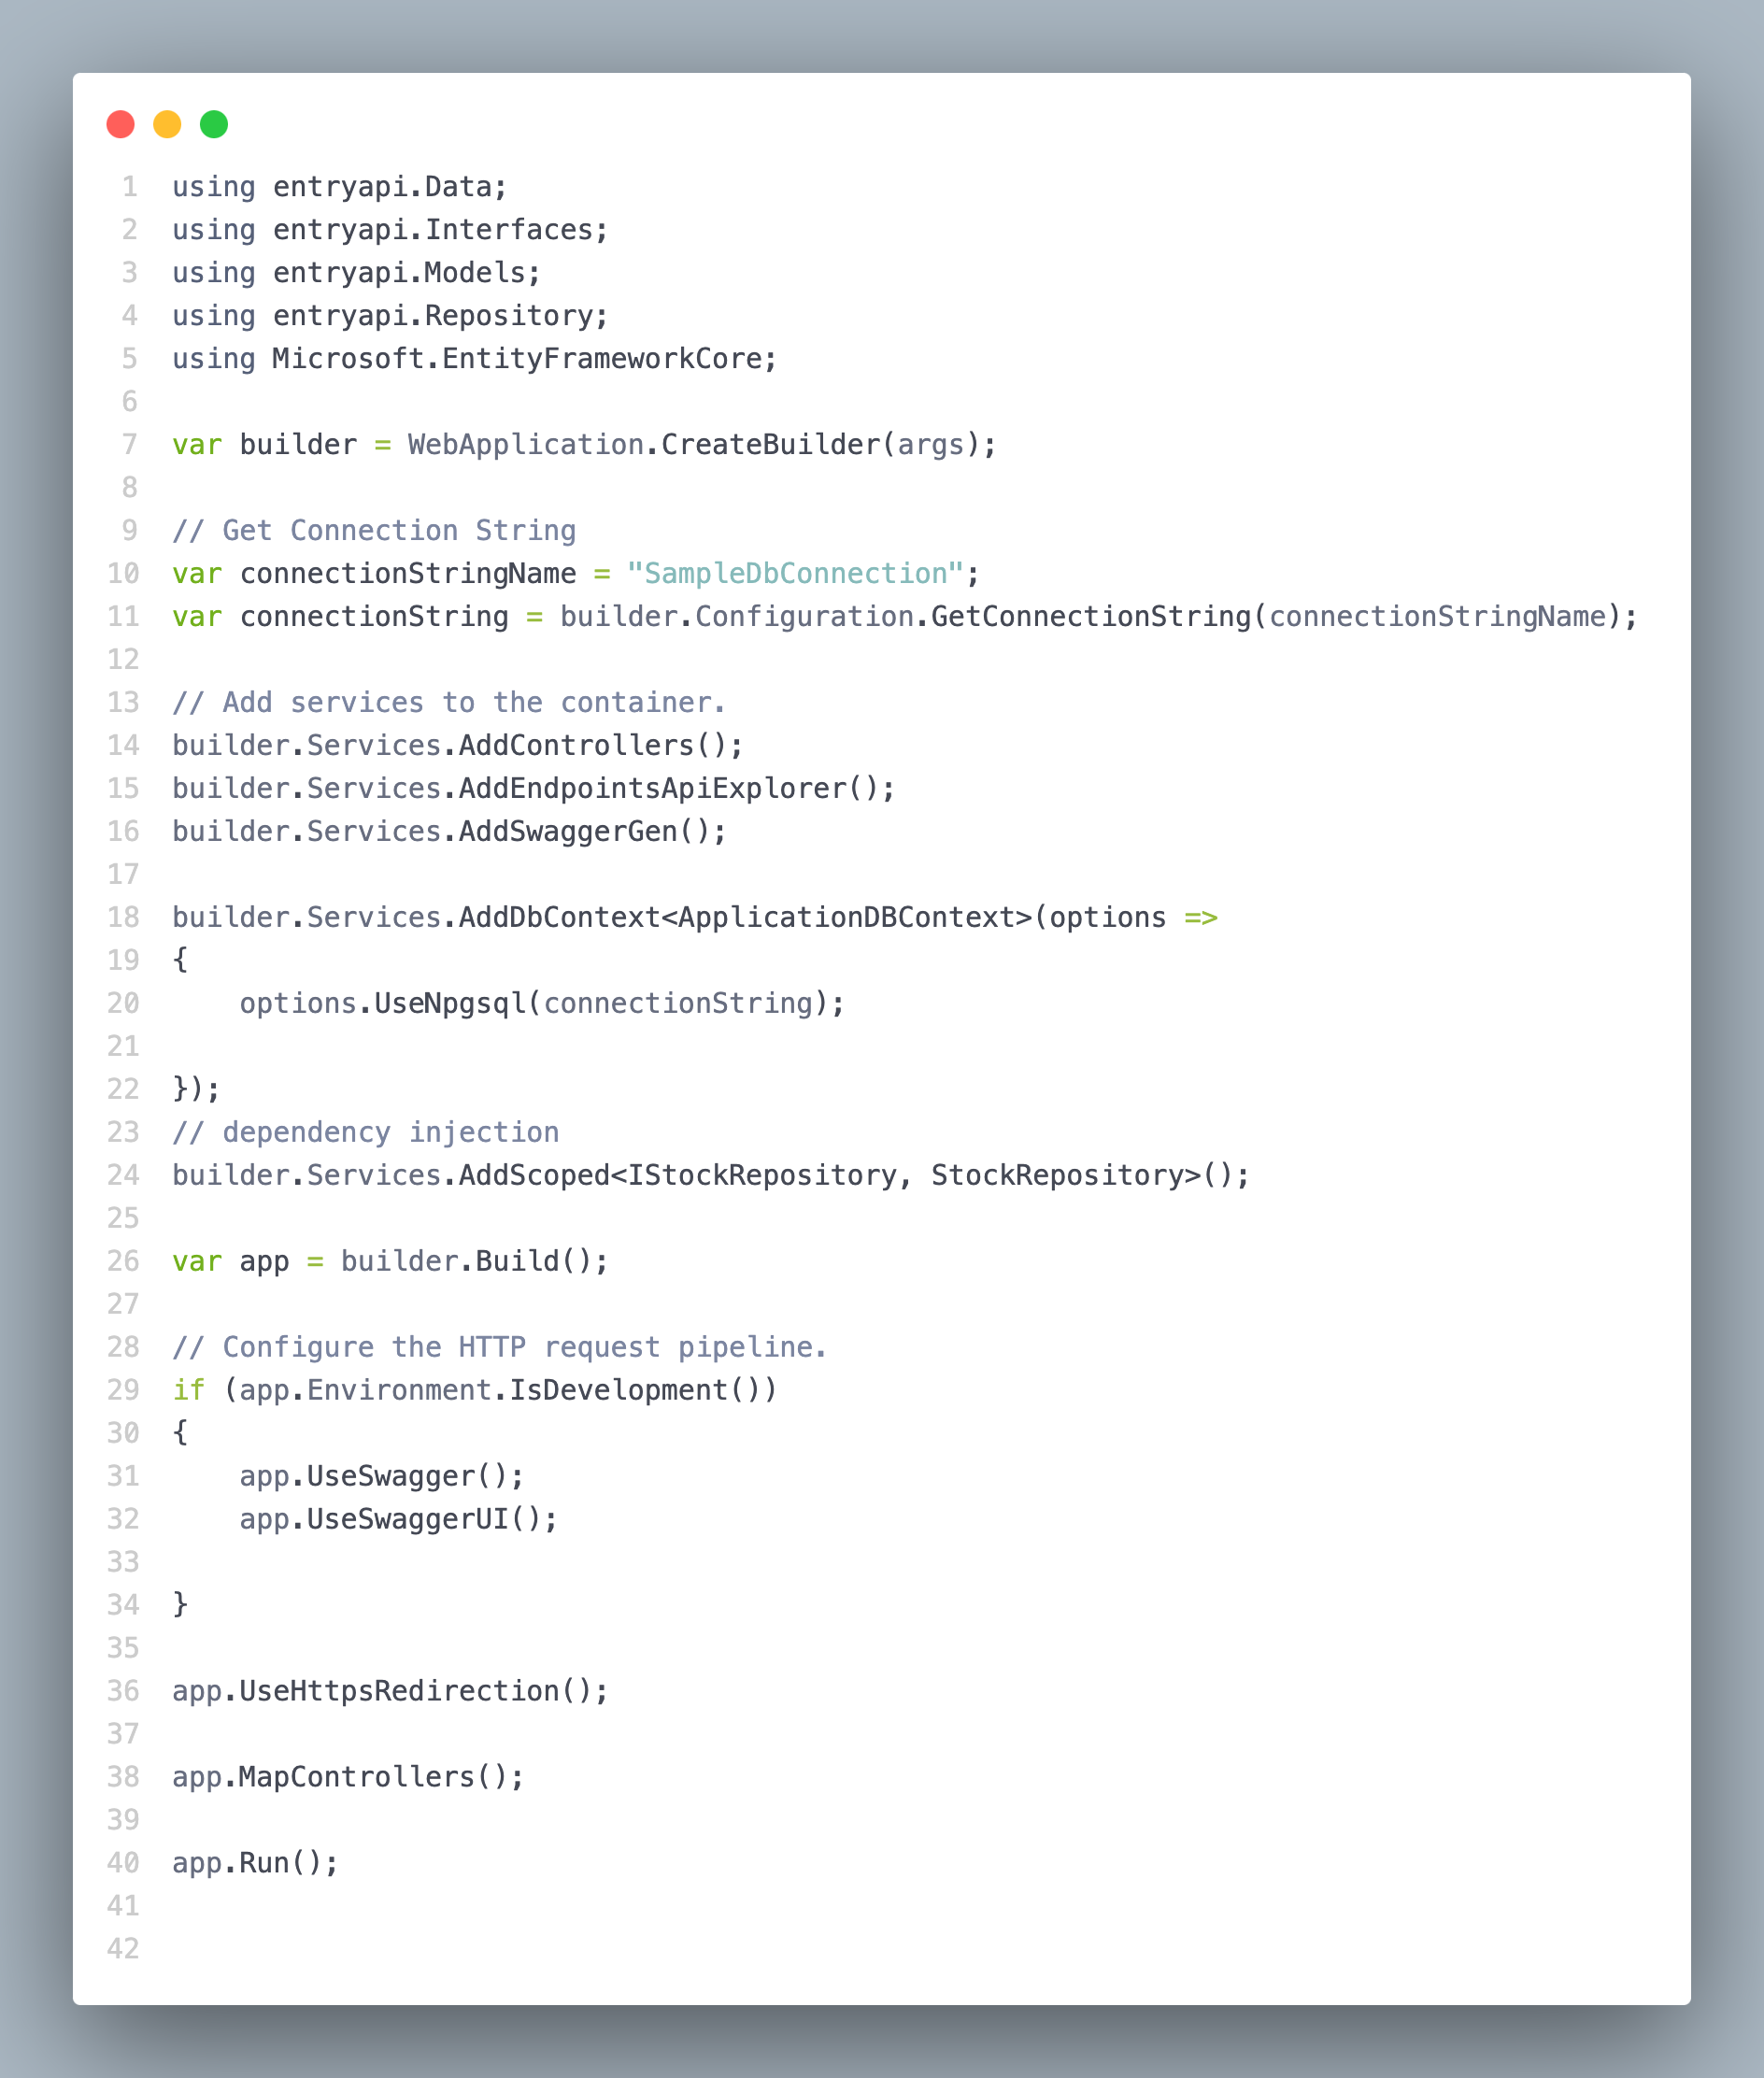 1 using entryapi.Data;
2 using entryapi.Interfaces;
3 using entryapi.Models;
4 using entryapi.Repository;
5 using Microsoft.EntityFrameworkCore;
6
7 var builder = WebApplication.CreateBuilder(args);
8
9 // Get Connection String
10 var connectionStringName = "SampleDbConnection";
11 var connectionString = builder.Configuration.GetConnectionString(connectionStringName);
12
13 // Add services to the container.
14 builder.Services.AddControllers();
15 builder.Services.AddEndpointsApiExplorer();
16 builder.Services.AddSwaggerGen();
17
18 builder.Services.AddDbContext<ApplicationDBContext>(options =>
19 {
20     options.UseNpgsql(connectionString);
21
22 });
23 // dependency injection
24 builder.Services.AddScoped<IStockRepository, StockRepository>();
25
26 var app = builder.Build();
27
28 // Configure the HTTP request pipeline.
29 if (app.Environment.IsDevelopment())
30 {
31     app.UseSwagger();
32     app.UseSwaggerUI();
33
34 }
35
36 app.UseHttpsRedirection();
37
38 app.MapControllers();
39
40 app.Run();
41
42